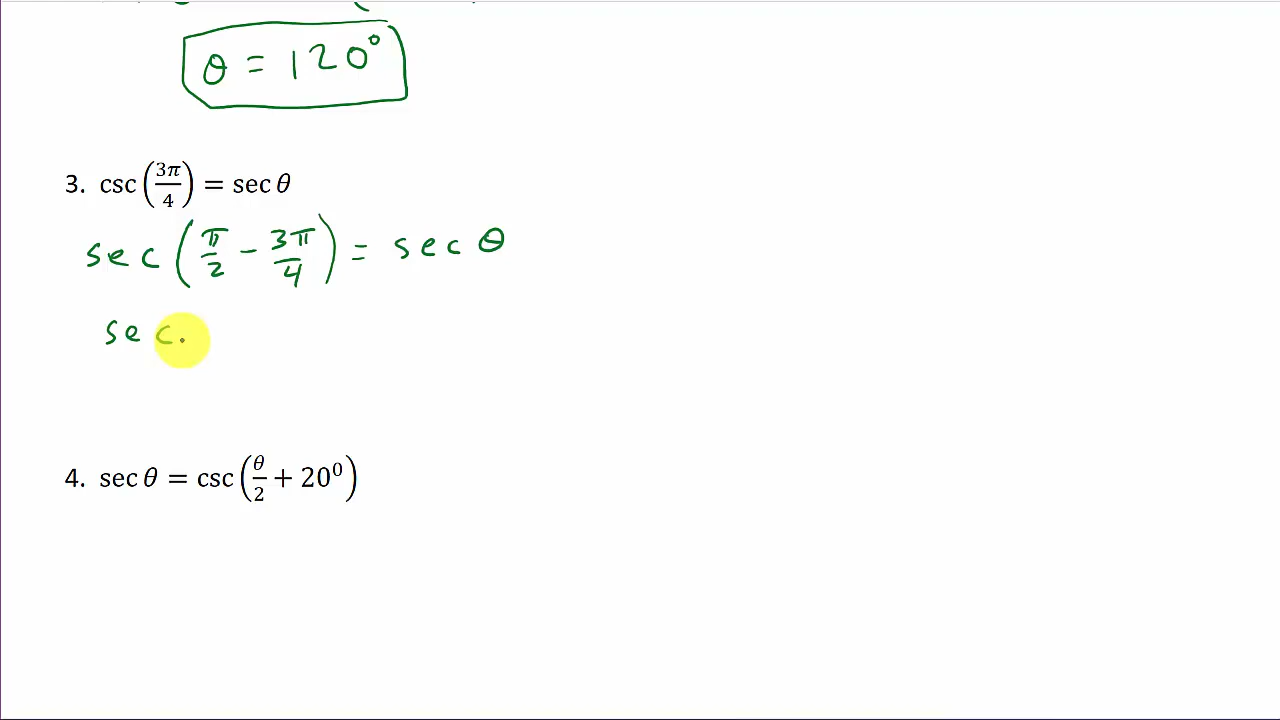 θ = 120°
3. csc(3π/4) = sec θ
sec(π/2 − 3π/4) = sec θ
sec
4. sec θ = csc(θ/2 + 20⁰)